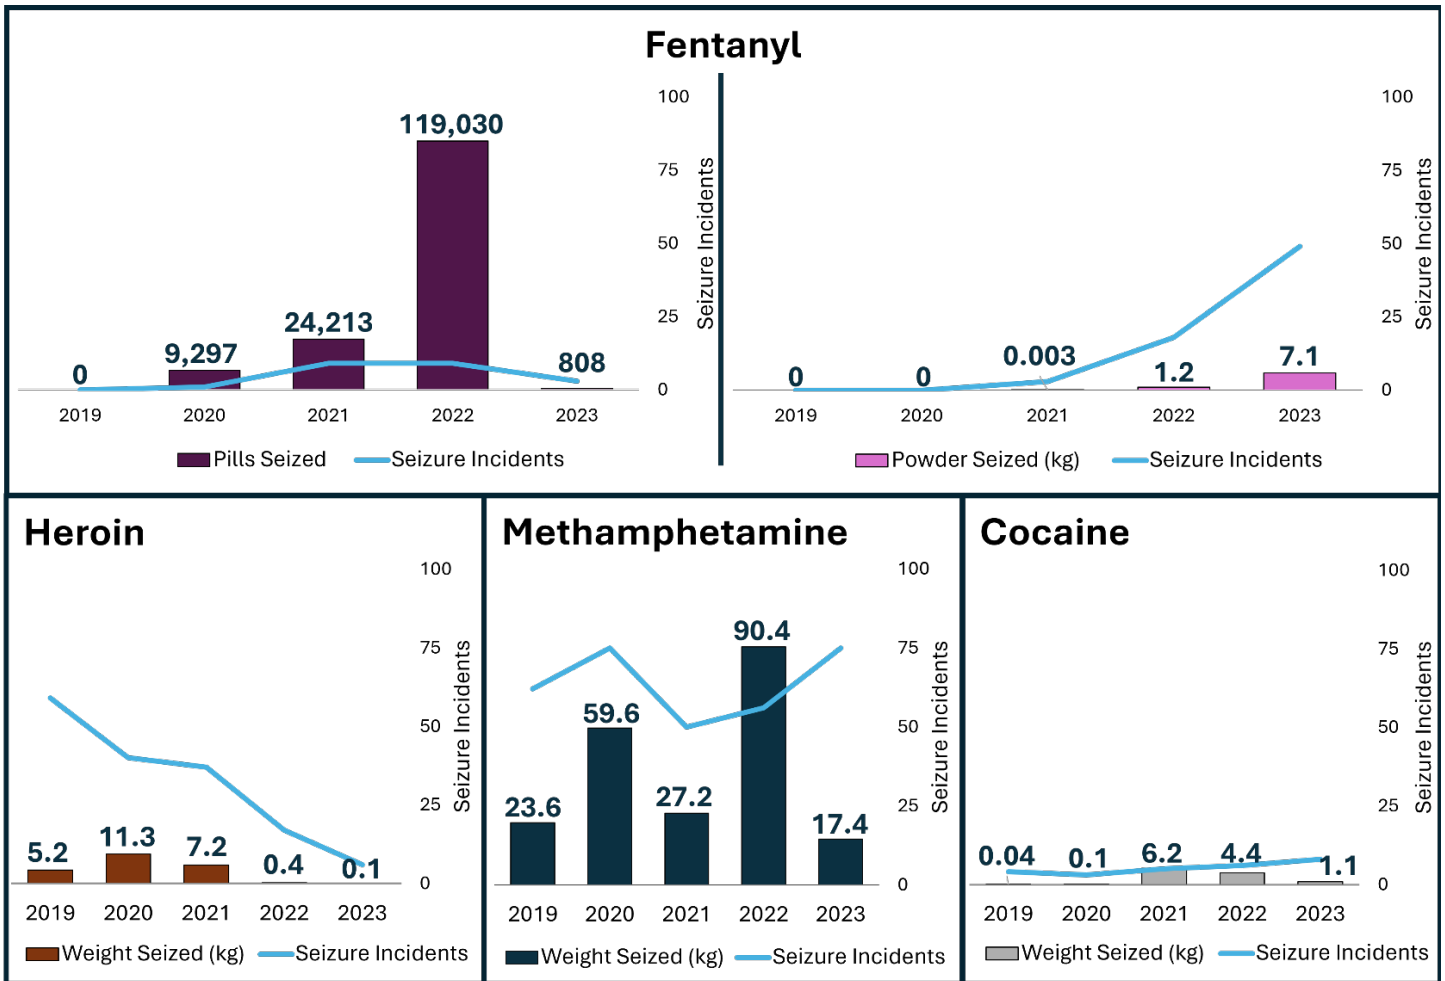 Fentanyl
100
75
50
25
0
Seizure Incidents
0
9,297
24,213
119,030
808
2019 2020 2021 2022 2023
Pills Seized Seizure Incidents
100
75
50
25
0
Seizure Incidents
0
0
0.003
1.2
7.1
2019 2020 2021 2022 2023
Powder Seized (kg) Seizure Incidents
Heroin
100
75
50
25
0
Seizure Incidents
5.2
11.3
7.2
0.4
0.1
2019 2020 2021 2022 2023
Weight Seized (kg) Seizure Incidents
Methamphetamine
100
75
50
25
0
Seizure Incidents
23.6
59.6
27.2
90.4
17.4
2019 2020 2021 2022 2023
Weight Seized (kg) Seizure Incidents
Cocaine
100
75
50
25
0
Seizure Incidents
0.04
0.1
6.2
4.4
1.1
2019 2020 2021 2022 2023
Weight Seized (kg) Seizure Incidents